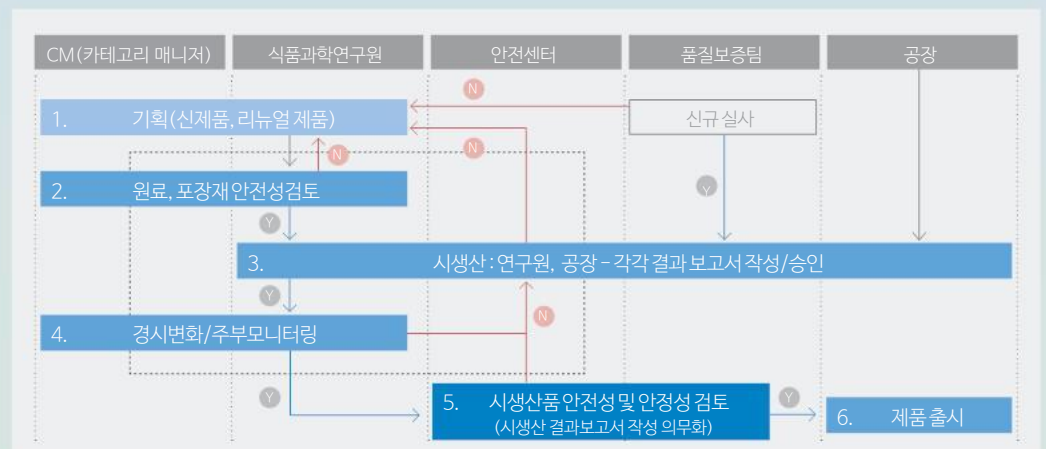 CM(카테고리 매니저) 식품과학연구원 안전센터 품질보증팀 공장
N
1. 기획(신제품, 리뉴얼 제품) 신규 실사
N N
2. 원료, 포장재 안전성검토 Y
Y
3. 시생산 : 연구원, 공장 – 각각 결과 보고서 작성/승인
Y
N
4. 경시변화/주부모니터링
Y 5. 시생산품 안전성 및 안정성 검토 Y
(시생산 결과보고서 작성 의무화) 6. 제품 출시